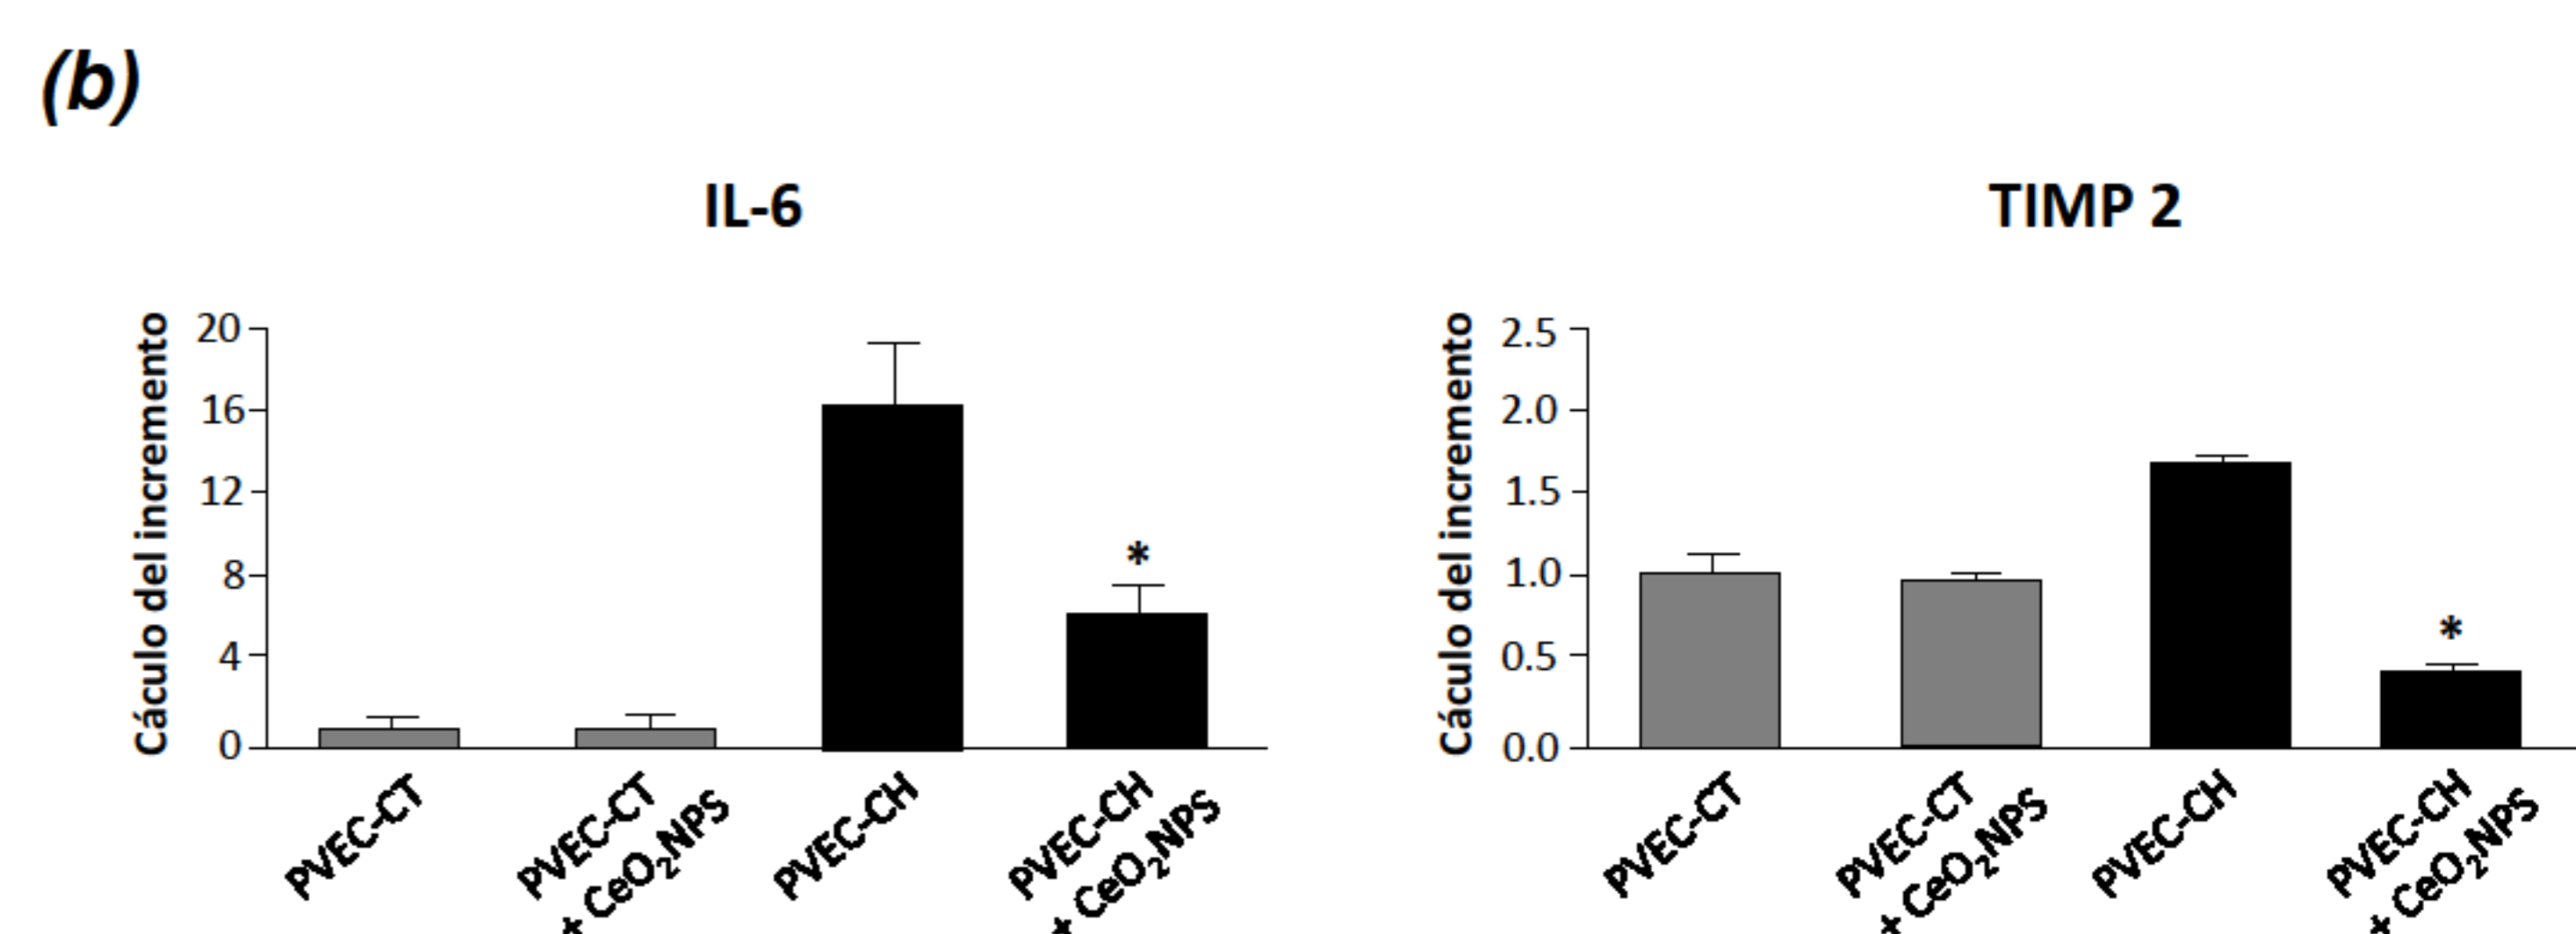 (b)
IL-6
Cáculo del incremento
20
16
12
8
4
0
*
PVEC-CT
PVEC-CT
+ CeO₂NPS
PVEC-CH
PVEC-CH
+ CeO₂NPS
TIMP 2
Cáculo del incremento
2.5
2.0
1.5
1.0
0.5
0.0
*
PVEC-CT
PVEC-CT
+ CeO₂NPS
PVEC-CH
PVEC-CH
+ CeO₂NPS